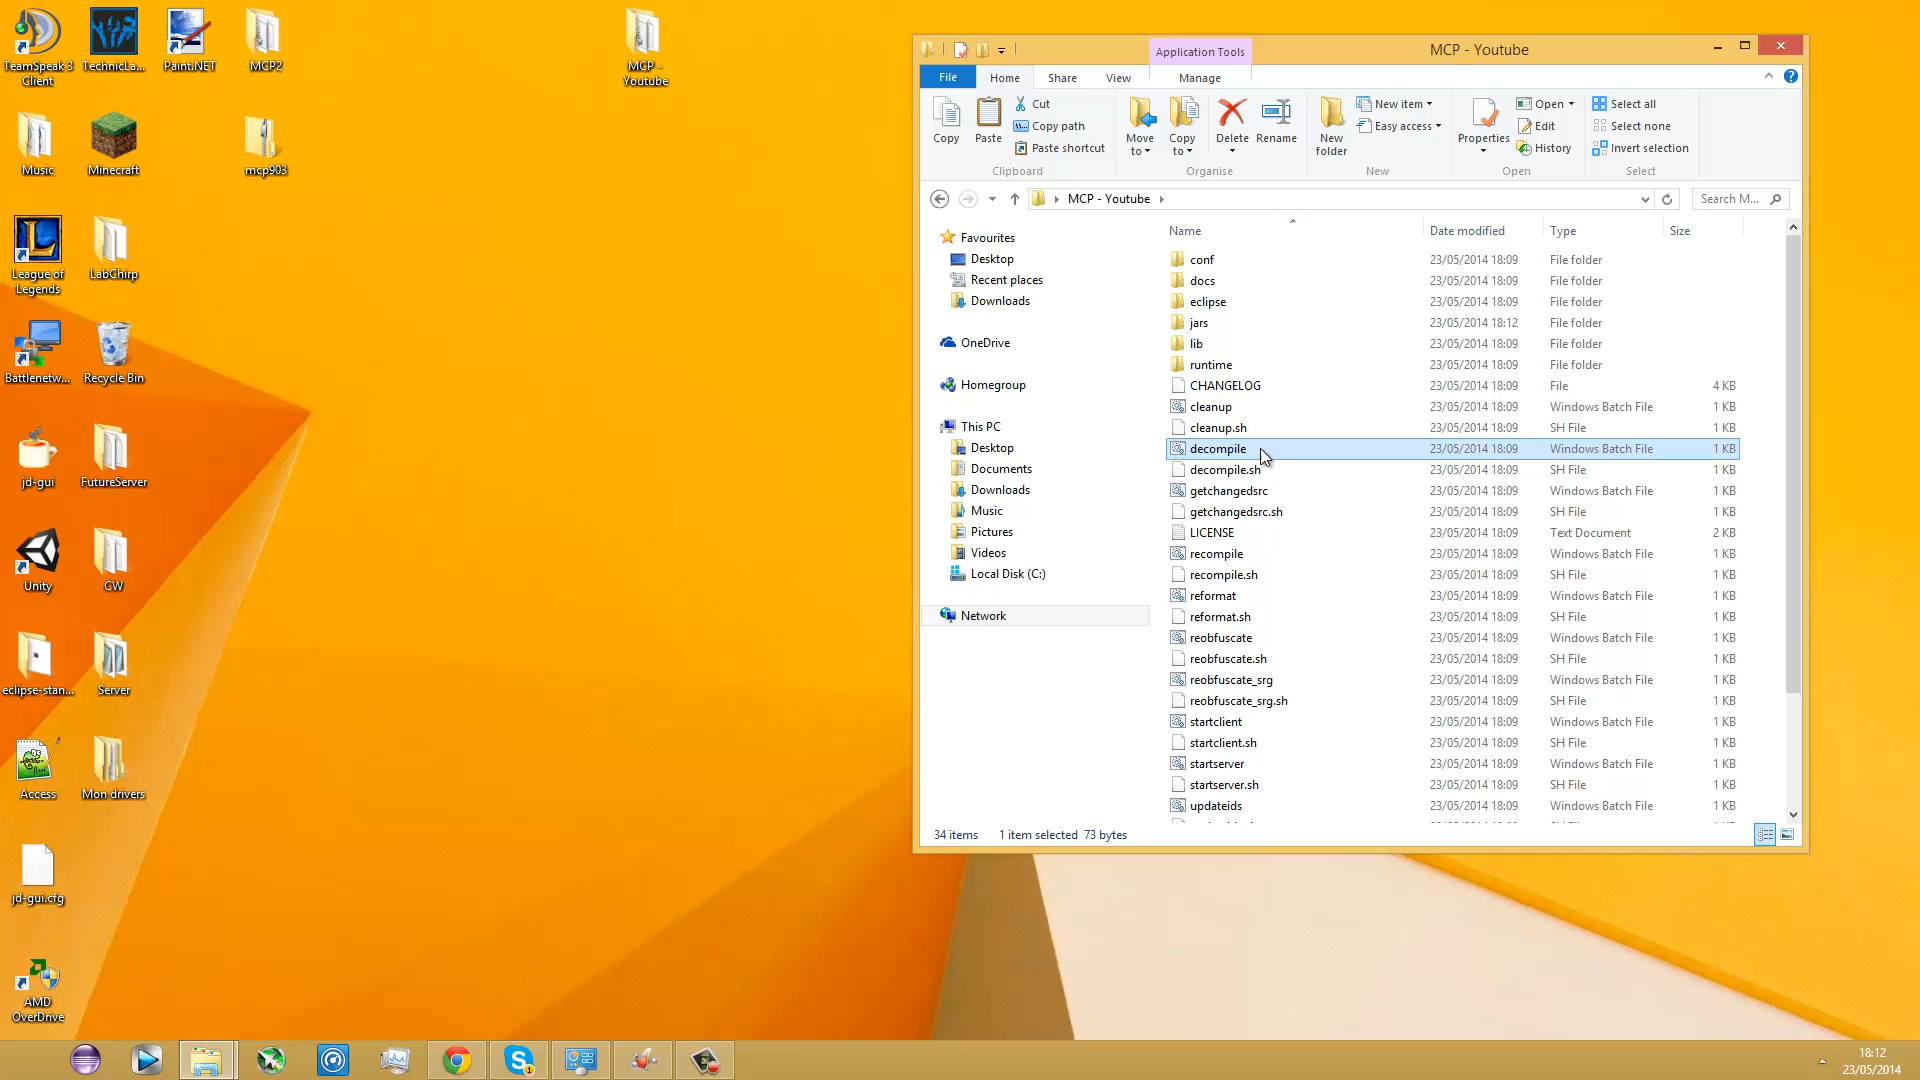 TeamSpeak 3
Client
TechnicLa...
Paint.NET
MCP2
MCP -
Youtube
Music
Minecraft
mcp903
League of
Legends
LabChirp
Battlenetw...
Recycle Bin
jd-gui
FutureServer
Unity
CW
eclipse-stan...
Server
Access
Mon drivers
jd-gui.cfg
AMD
OverDrive
Application Tools
MCP - Youtube
File
Home
Share
View
Manage
Copy
Paste
Cut
Copy path
Paste shortcut
Clipboard
Move
to
Copy
to
Delete
Rename
Organise
New
folder
New item
Easy access
New
Properties
Open
Edit
History
Open
Select all
Select none
Invert selection
Select
MCP - Youtube
Search M...
Favourites
Desktop
Recent places
Downloads
OneDrive
Homegroup
This PC
Desktop
Documents
Downloads
Music
Pictures
Videos
Local Disk (C:)
Network
Name Date modified Type Size
conf 23/05/2014 18:09 File folder
docs 23/05/2014 18:09 File folder
eclipse 23/05/2014 18:09 File folder
jars 23/05/2014 18:12 File folder
lib 23/05/2014 18:09 File folder
runtime 23/05/2014 18:09 File folder
CHANGELOG 23/05/2014 18:09 File 4 KB
cleanup 23/05/2014 18:09 Windows Batch File 1 KB
cleanup.sh 23/05/2014 18:09 SH File 1 KB
decompile 23/05/2014 18:09 Windows Batch File 1 KB
decompile.sh 23/05/2014 18:09 SH File 1 KB
getchangedsrc 23/05/2014 18:09 Windows Batch File 1 KB
getchangedsrc.sh 23/05/2014 18:09 SH File 1 KB
LICENSE 23/05/2014 18:09 Text Document 2 KB
recompile 23/05/2014 18:09 Windows Batch File 1 KB
recompile.sh 23/05/2014 18:09 SH File 1 KB
reformat 23/05/2014 18:09 Windows Batch File 1 KB
reformat.sh 23/05/2014 18:09 SH File 1 KB
reobfuscate 23/05/2014 18:09 Windows Batch File 1 KB
reobfuscate.sh 23/05/2014 18:09 SH File 1 KB
reobfuscate_srg 23/05/2014 18:09 Windows Batch File 1 KB
reobfuscate_srg.sh 23/05/2014 18:09 SH File 1 KB
startclient 23/05/2014 18:09 Windows Batch File 1 KB
startclient.sh 23/05/2014 18:09 SH File 1 KB
startserver 23/05/2014 18:09 Windows Batch File 1 KB
startserver.sh 23/05/2014 18:09 SH File 1 KB
updateids 23/05/2014 18:09 Windows Batch File 1 KB
34 items 1 item selected 73 bytes
18:12
23/05/2014